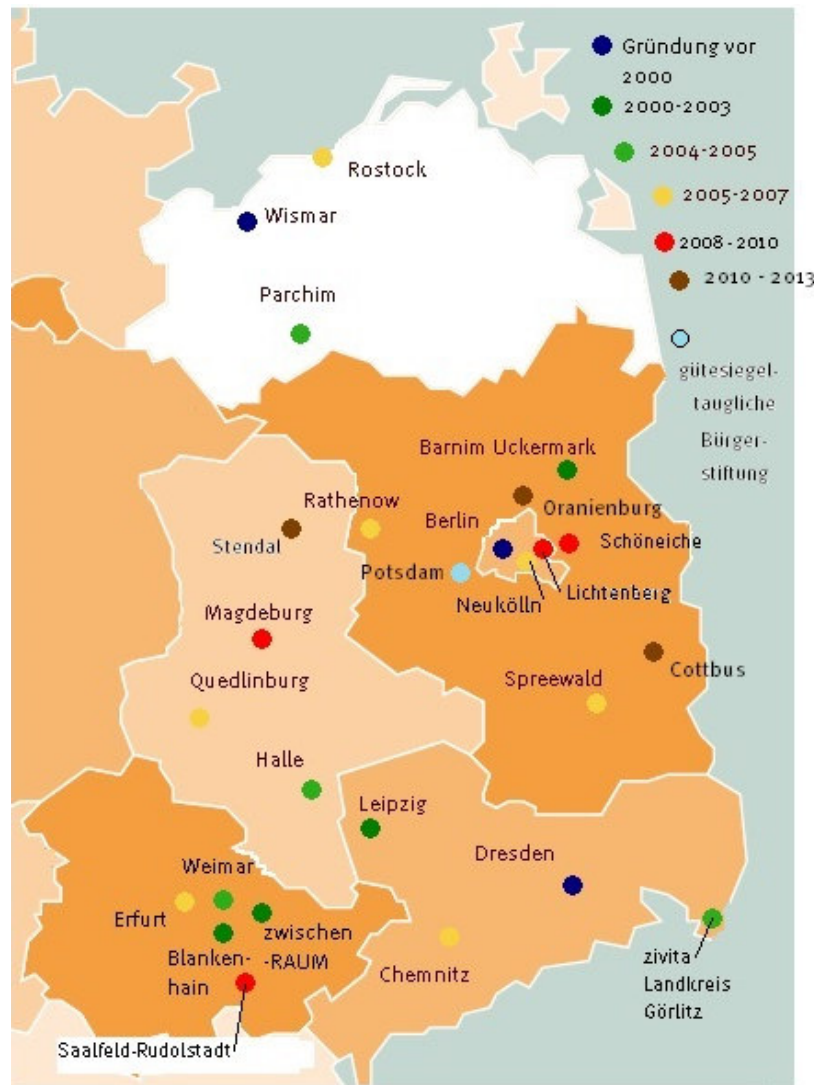 Gründung vor
2000
2000-2003
2004-2005
2005-2007
2008-2010
2010 - 2013
gütesiegel-
taugliche
Bürger-
stiftung
Rostock
Wismar
Parchim
Barnim Uckermark
Rathenow
Oranienburg
Berlin
Stendal
Schöneiche
Potsdam
Neukölln
Lichtenberg
Magdeburg
Quedlinburg
Spreewald
Cottbus
Halle
Leipzig
Dresden
Weimar
Erfurt
zwischen
-RAUM
Blanken-
hain
Chemnitz
zivita
Landkreis
Görlitz
Saalfeld-Rudolstadt